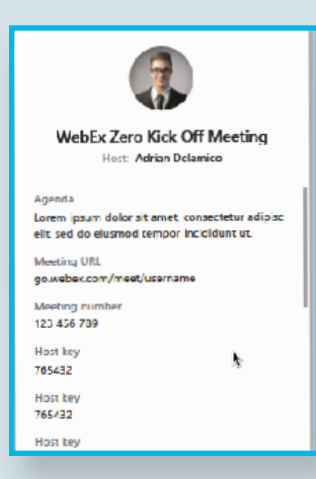 WebEx Zero Kick Off Meeting
Host: Adrian Delamico
Agenda
Lorem ipsum dolor sit amet, consectetur adipisc
elit, sed do eiusmod tempor incididunt ut.
Meeting URL
go.webex.com/meet/username
Meeting number
123 456 789
Host key
765432
Host key
765432
Host key